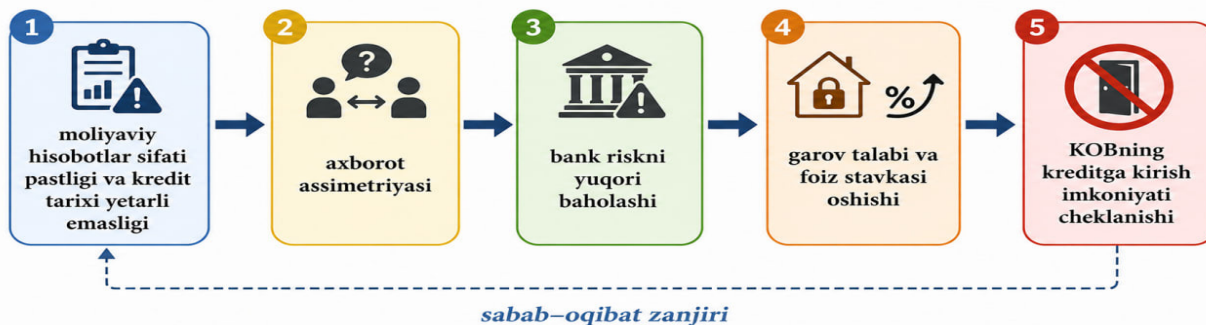 1
moliyaviy
hisobotlar sifati
pastligi va kredit
tarixi yetarli
emasligi
2
?
axborot
assimetriyasi
3
bank riskni
yuqori
baholashi
4
%
garov talabi va
foiz stavkasi
oshishi
5
KOBning
kreditga kirish
imkoniyati
cheklanishi
sabab–oqibat zanjiri